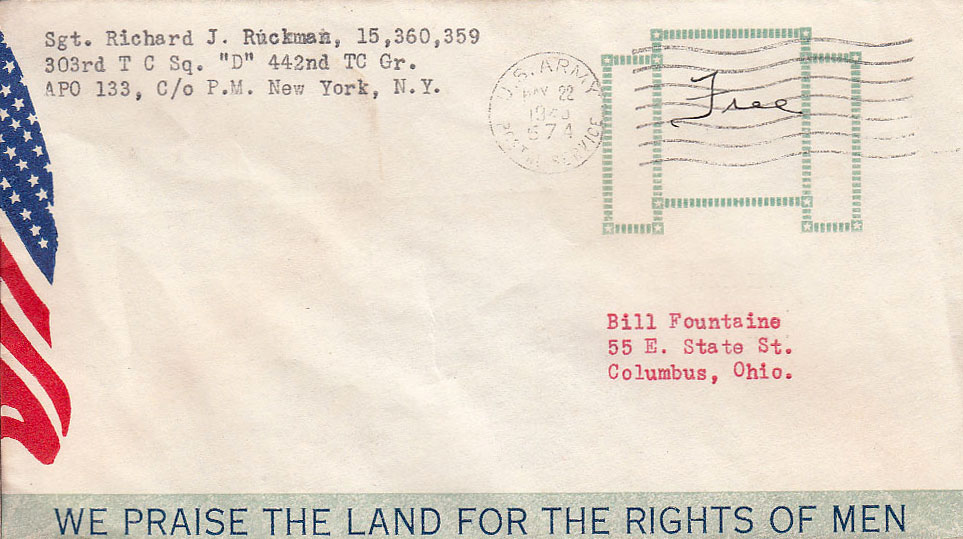 Sgt. Richard J. Ruckman, 15,360,359
303rd T C Sq. "D" 442nd TC Gr.
APO 133, C/o P.M. New York, N.Y.
U.S. ARMY
MAY 22
574
POSTAL SERVICE
Free
Bill Fountaine
55 E. State St.
Columbus, Ohio.
WE PRAISE THE LAND FOR THE RIGHTS OF MEN